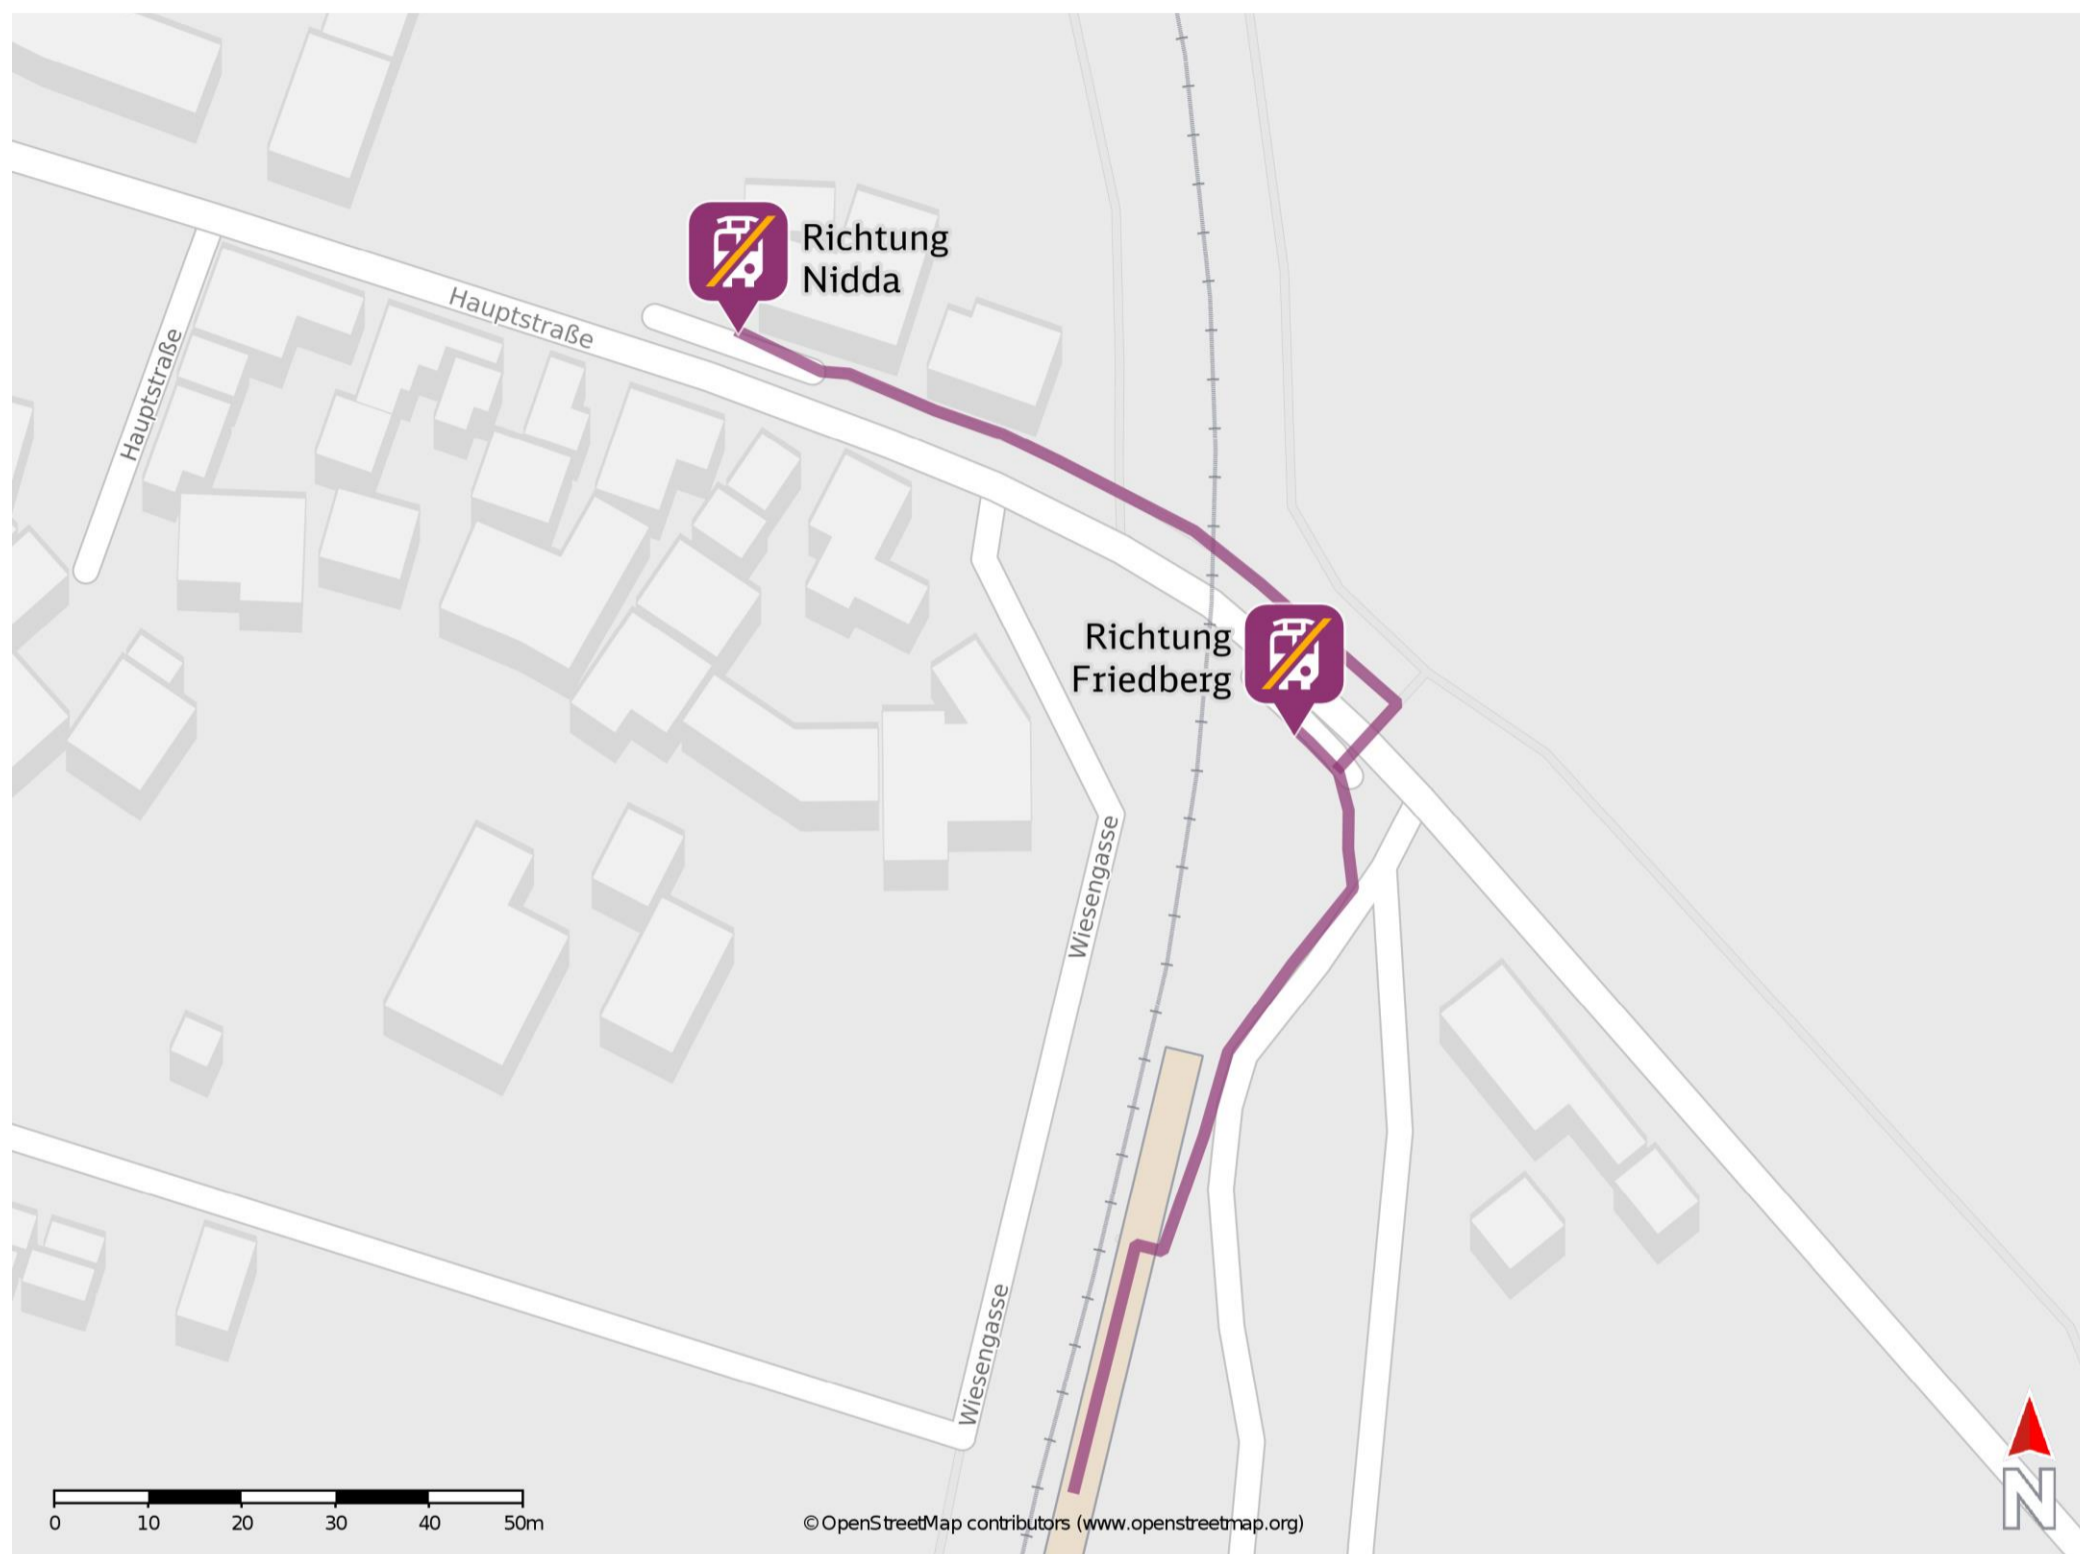 Richtung
Nidda
Hauptstraße
Hauptstraße
Richtung
Friedberg
Wiesengasse
Wiesengasse
0 10 20 30 40 50m
© OpenStreetMap contributors (www.openstreetmap.org)
N